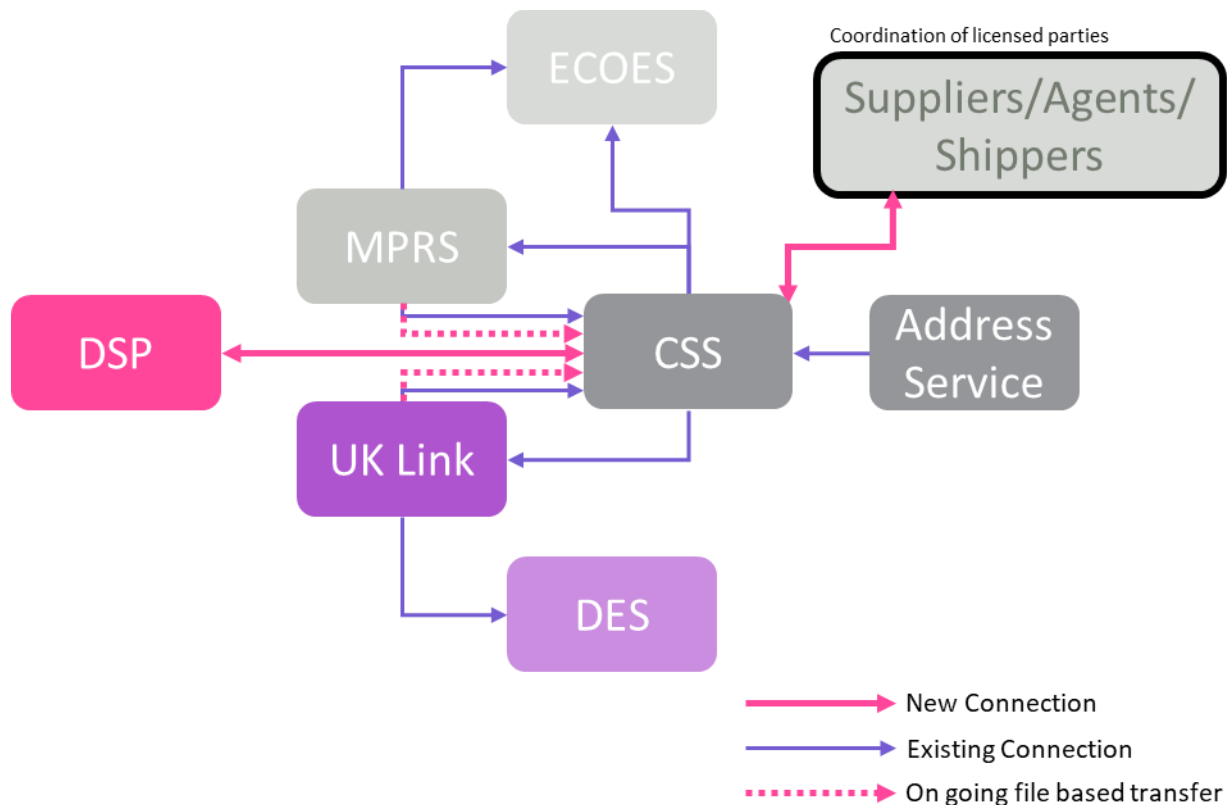 ECOES
Coordination of licensed parties
Suppliers/Agents/
Shippers
MPRS
DSP
CSS
Address
Service
UK Link
DES
New Connection
Existing Connection
On going file based transfer